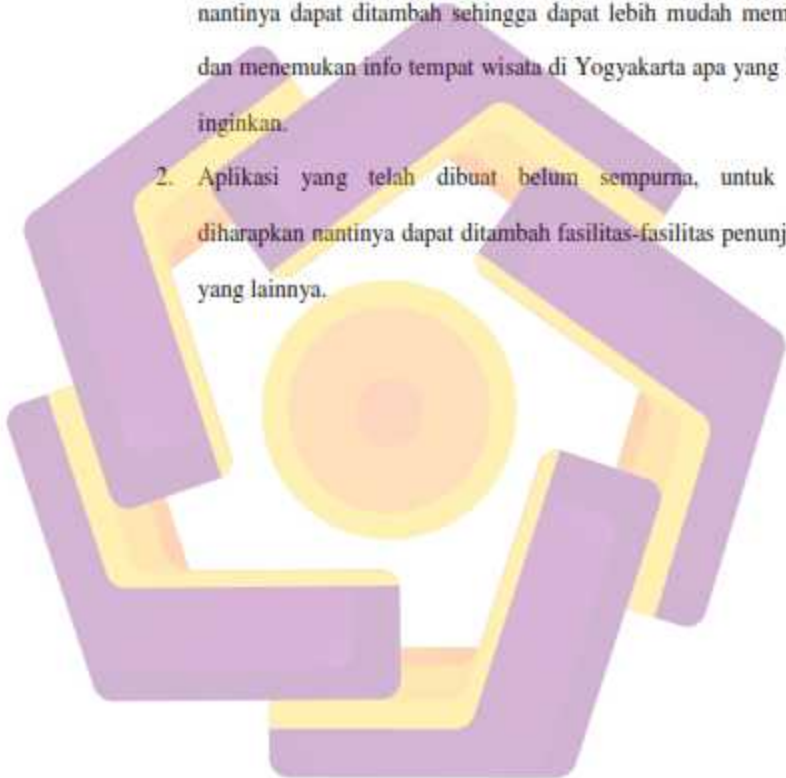 nantinya dapat ditambah sehingga dapat lebih mudah mem
dan menemukan info tempat wisata di Yogyakarta apa yang
inginkan.
2. Aplikasi yang telah dibuat belum sempurna, untuk
diharapkan nantinya dapat ditambah fasilitas-fasilitas penunj
yang lainnya.